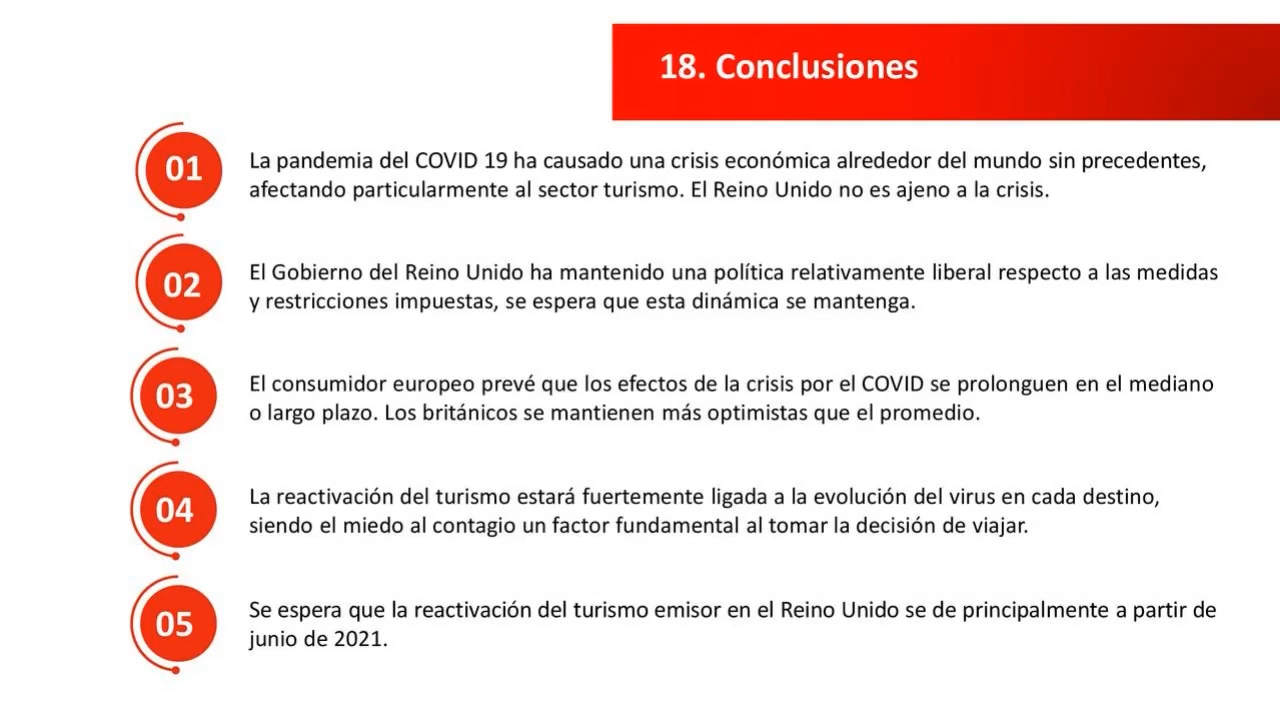 18. Conclusiones
01
La pandemia del COVID 19 ha causado una crisis económica alrededor del mundo sin precedentes,
afectando particularmente al sector turismo. El Reino Unido no es ajeno a la crisis.
02
El Gobierno del Reino Unido ha mantenido una política relativamente liberal respecto a las medidas
y restricciones impuestas, se espera que esta dinámica se mantenga.
03
El consumidor europeo prevé que los efectos de la crisis por el COVID se prolonguen en el mediano
o largo plazo. Los británicos se mantienen más optimistas que el promedio.
04
La reactivación del turismo estará fuertemente ligada a la evolución del virus en cada destino,
siendo el miedo al contagio un factor fundamental al tomar la decisión de viajar.
05
Se espera que la reactivación del turismo emisor en el Reino Unido se de principalmente a partir de
junio de 2021.